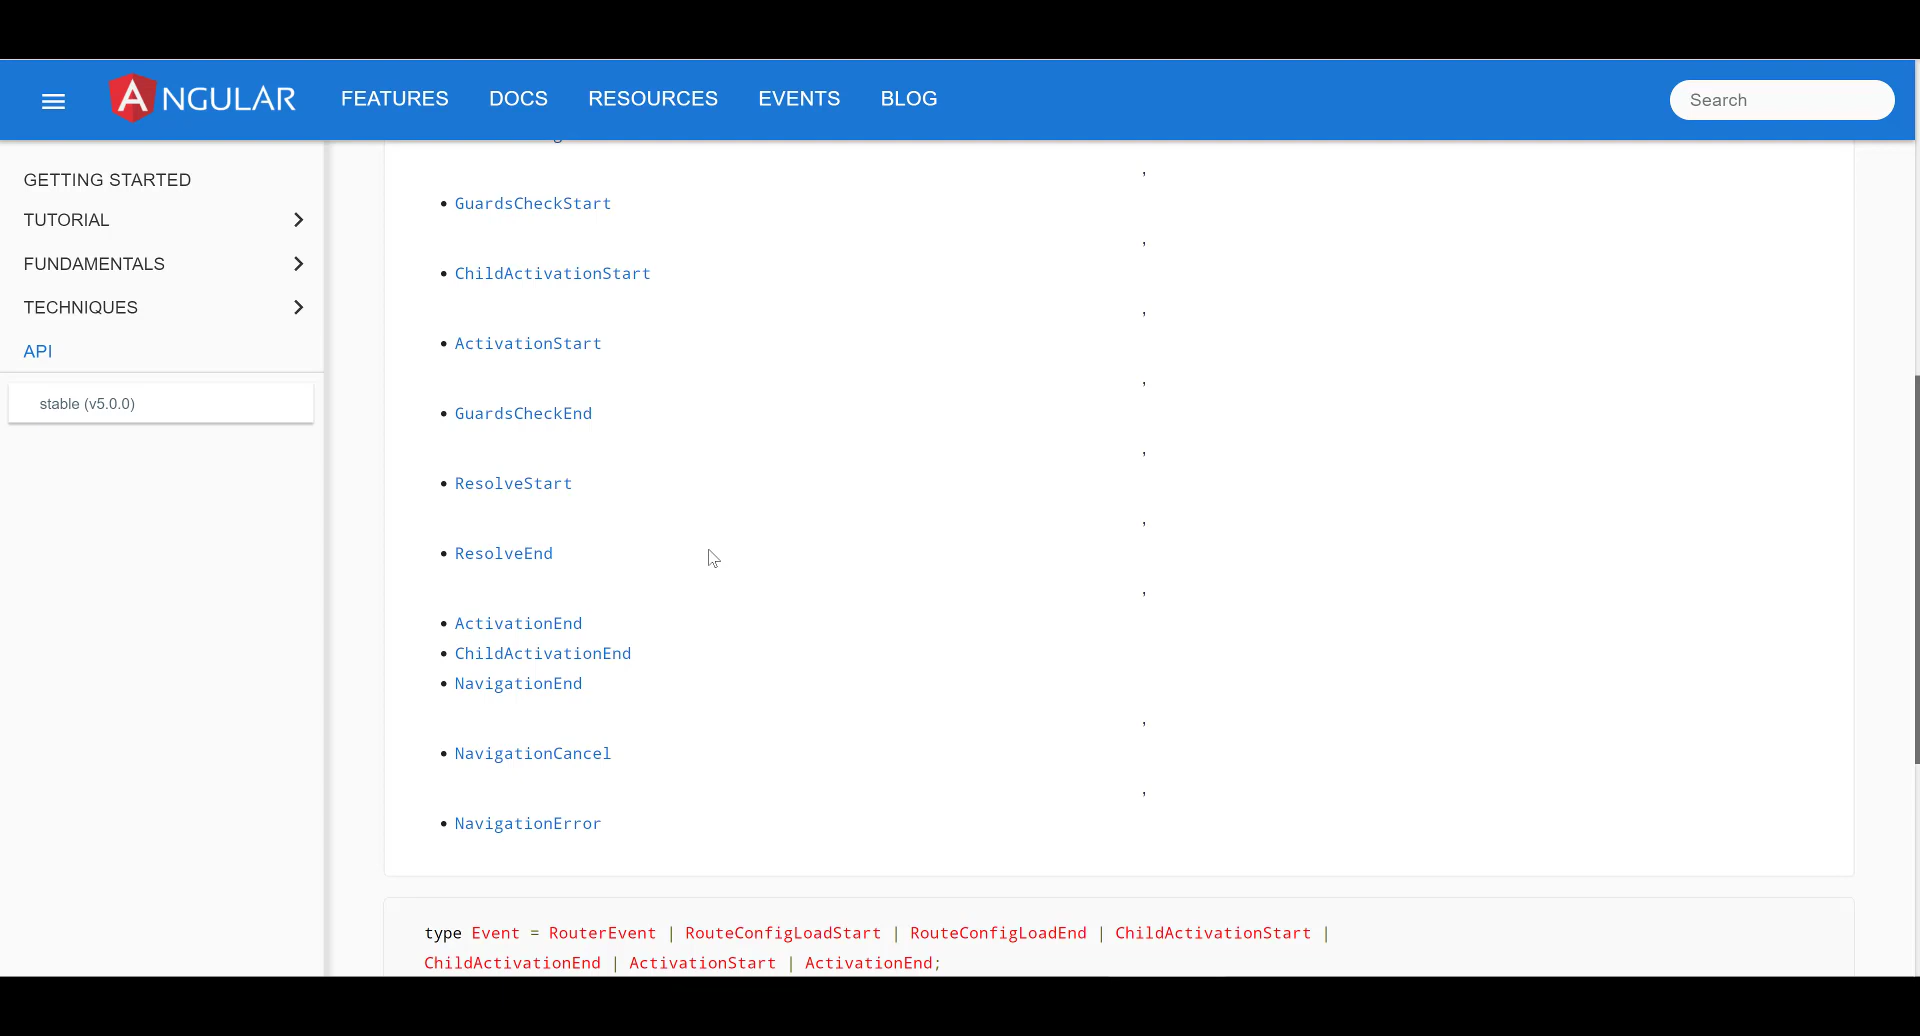 ANGULAR
FEATURES
DOCS
RESOURCES
EVENTS
BLOG
Search
GETTING STARTED
TUTORIAL
FUNDAMENTALS
TECHNIQUES
API
stable (v5.0.0)
,
• GuardsCheckStart
,
• ChildActivationStart
,
• ActivationStart
,
• GuardsCheckEnd
,
• ResolveStart
,
• ResolveEnd
,
• ActivationEnd
• ChildActivationEnd
• NavigationEnd
,
• NavigationCancel
,
• NavigationError
type Event = RouterEvent | RouteConfigLoadStart | RouteConfigLoadEnd | ChildActivationStart |
ChildActivationEnd | ActivationStart | ActivationEnd;